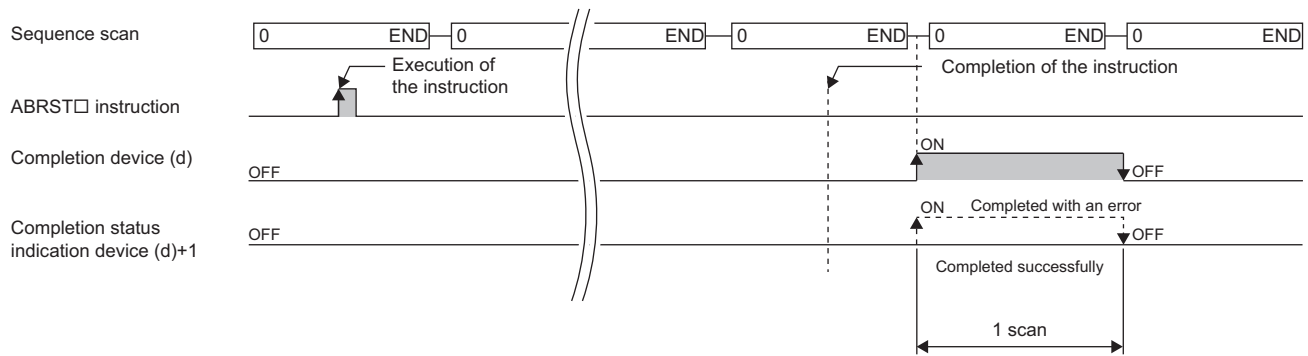 Sequence scan
0 END 0 END 0 END 0 END 0 END
Execution of
the instruction
Completion of the instruction
ABRST□ instruction
Completion device (d)
OFF
ON
OFF
Completion status
indication device (d)+1
OFF
ON
Completed with an error
OFF
Completed successfully
1 scan